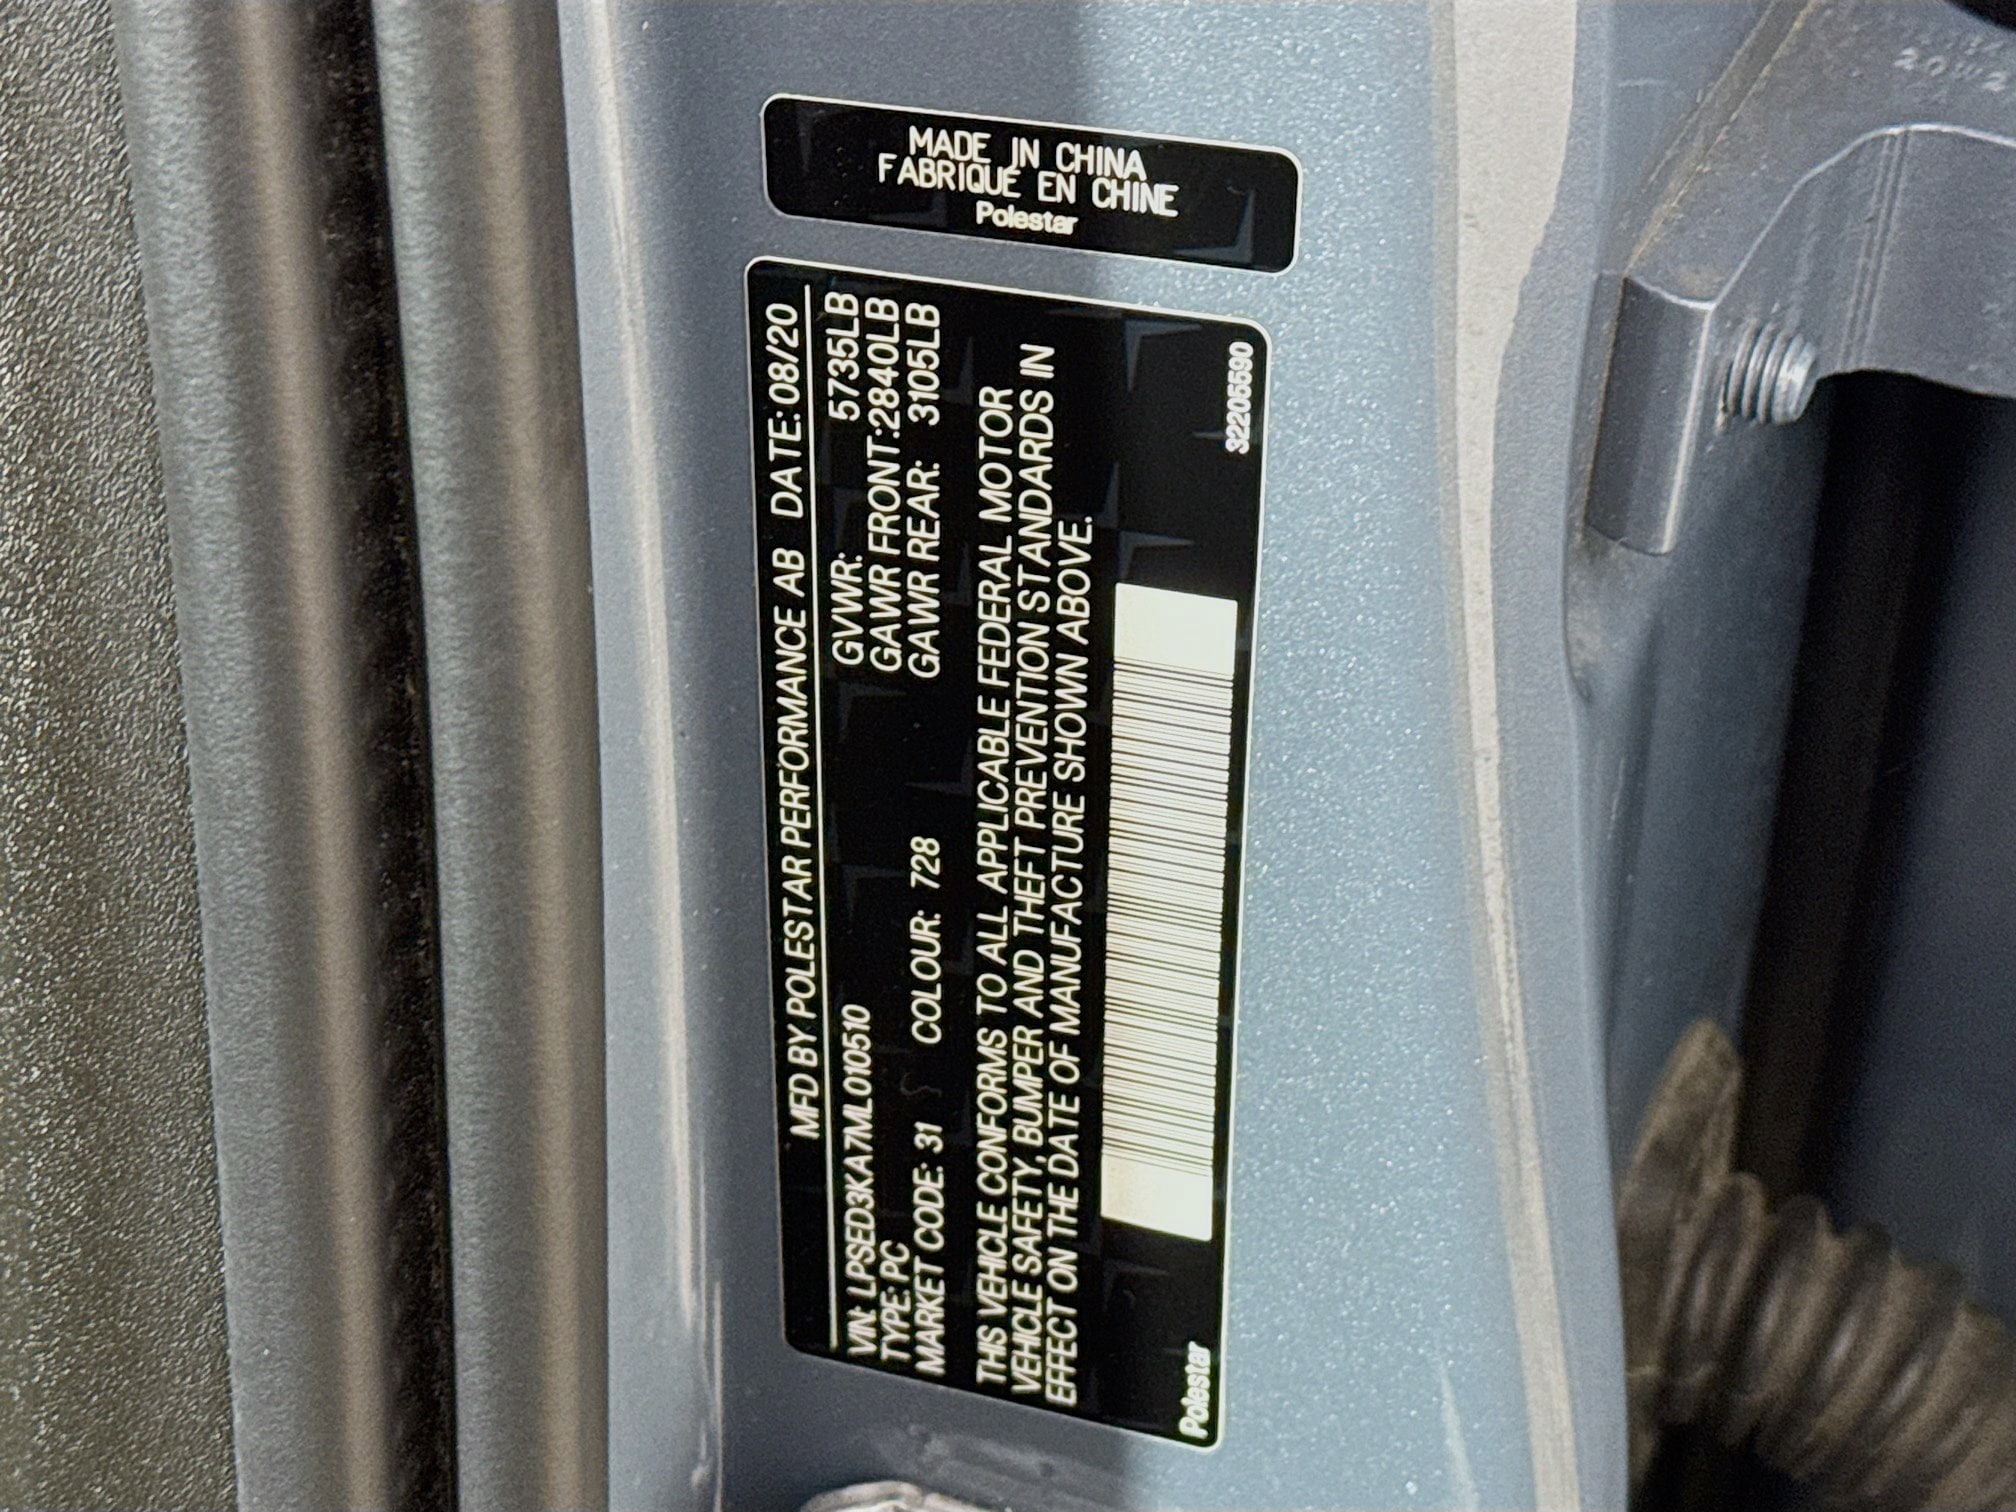 MADE IN CHINA
FABRIQUE EN CHINE
Polestar
MFD BY POLESTAR PERFORMANCE AB DATE: 08/20
VIN: LPSED3KA7ML010510 GVWR: 5735LB
TYPE: PC GAWR FRONT:2840LB
MARKET CODE: 31 COLOUR: 728 GAWR REAR: 3105LB
THIS VEHICLE CONFORMS TO ALL APPLICABLE FEDERAL MOTOR
VEHICLE SAFETY, BUMPER AND THEFT PREVENTION STANDARDS IN
EFFECT ON THE DATE OF MANUFACTURE SHOWN ABOVE.
Polestar 32205590